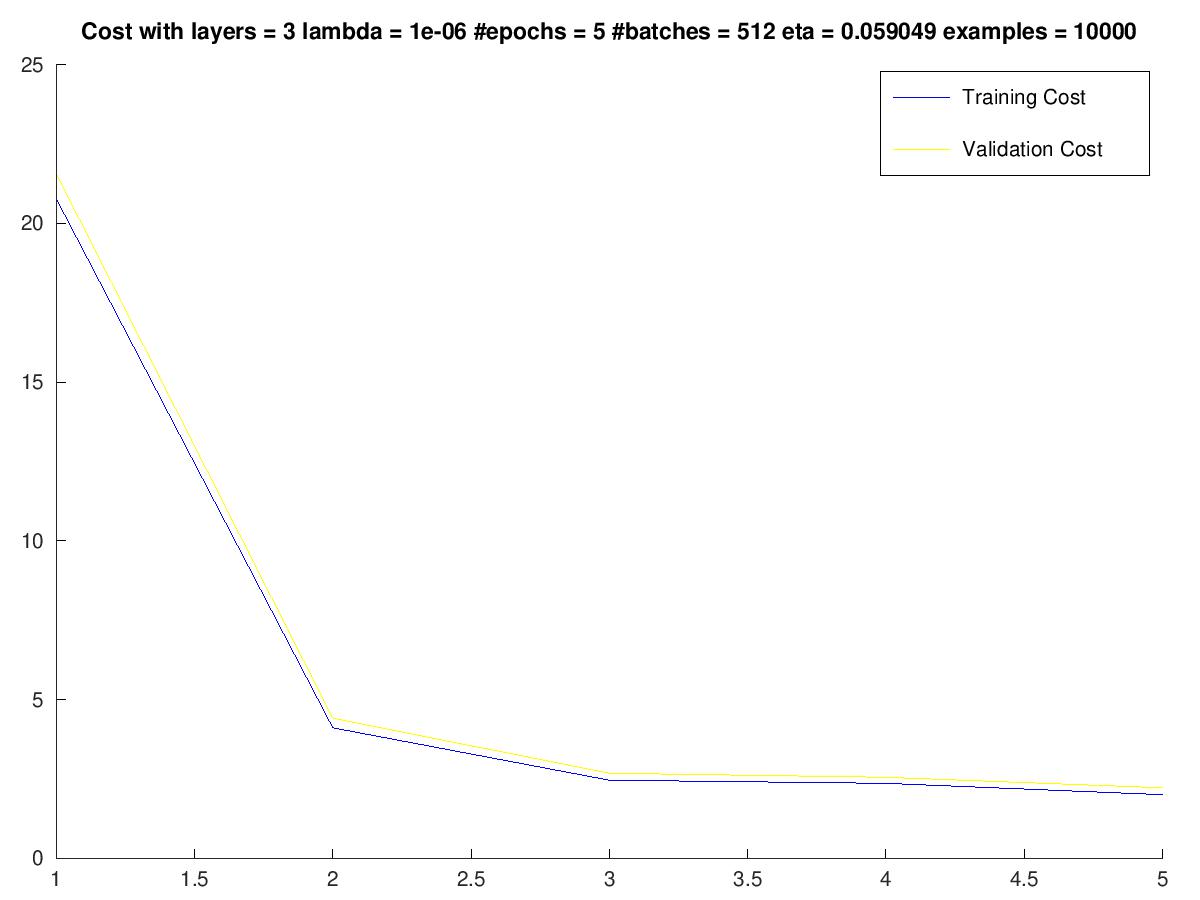 Cost with layers = 3 lambda = 1e-06 #epochs = 5 #batches = 512 eta = 0.059049 examples = 10000
25
Training Cost
Validation Cost
20
15
10
5
0
1 1.5 2 2.5 3 3.5 4 4.5 5